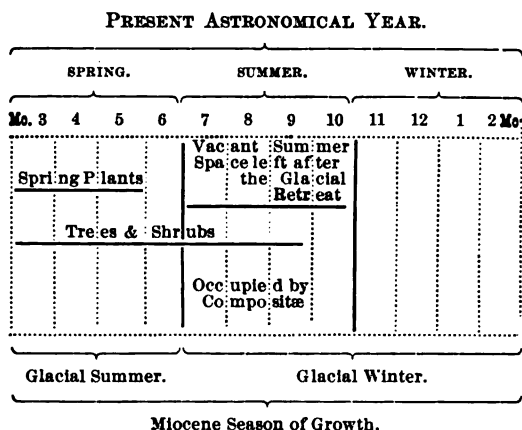 PRESENT ASTRONOMICAL YEAR.
SPRING. SUMMER. WINTER.
Mo. 3 4 5 6 7 8 9 10 11 12 1 2 Mo.
Vacant Summer
Space left after
the Glacial
Retreat
Spring Plants
Trees & Shrubs
Occupied by
Compositæ
Glacial Summer. Glacial Winter.
Miocene Season of Growth.